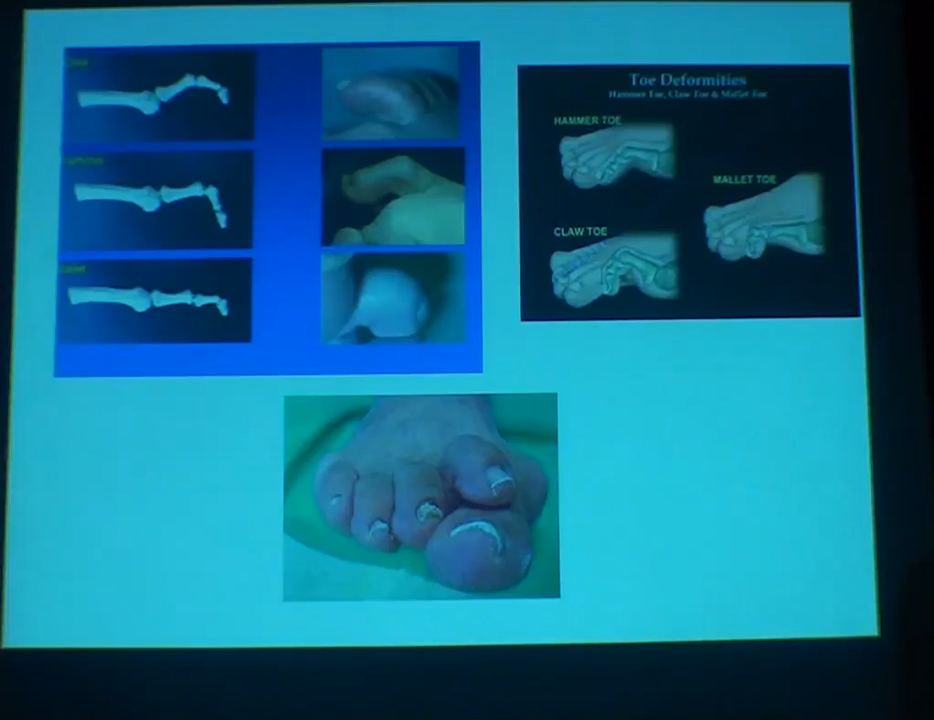 Toe Deformities
Hammer Toe, Claw Toe & Mallet Toe
HAMMER TOE
MALLET TOE
CLAW TOE